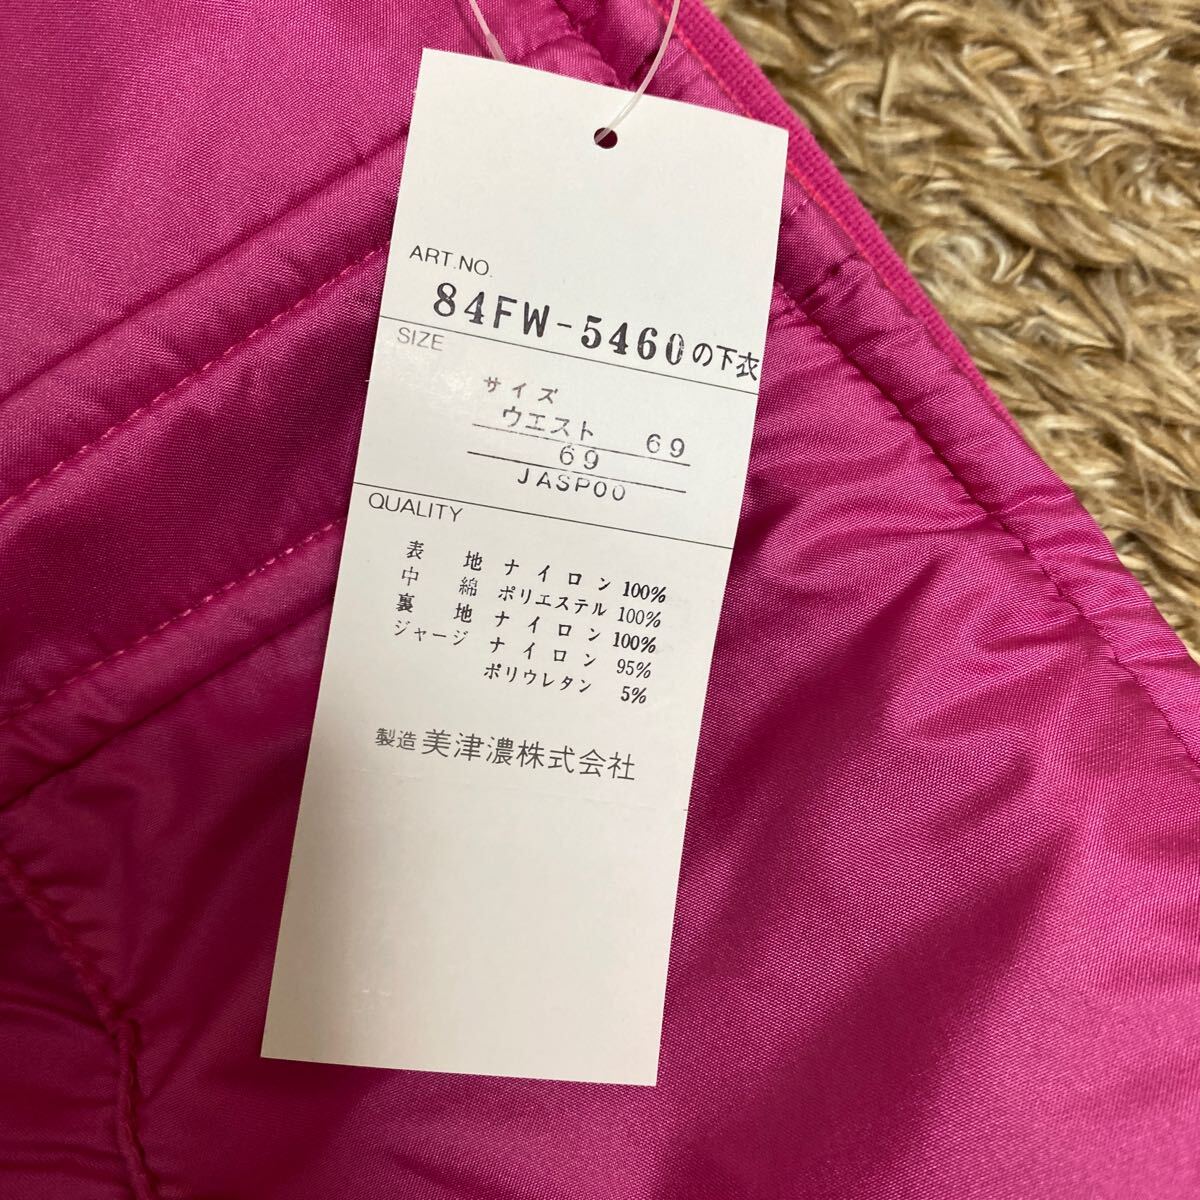 ART.NO.
84FW-5460の下衣
SIZE
サイズ
ウエスト 69
69
JASPOO
QUALITY
表地 ナイロン 100%
中綿 ポリエステル 100%
裏地 ナイロン 100%
ジャージ ナイロン 95%
ポリウレタン 5%
製造 美津濃株式会社